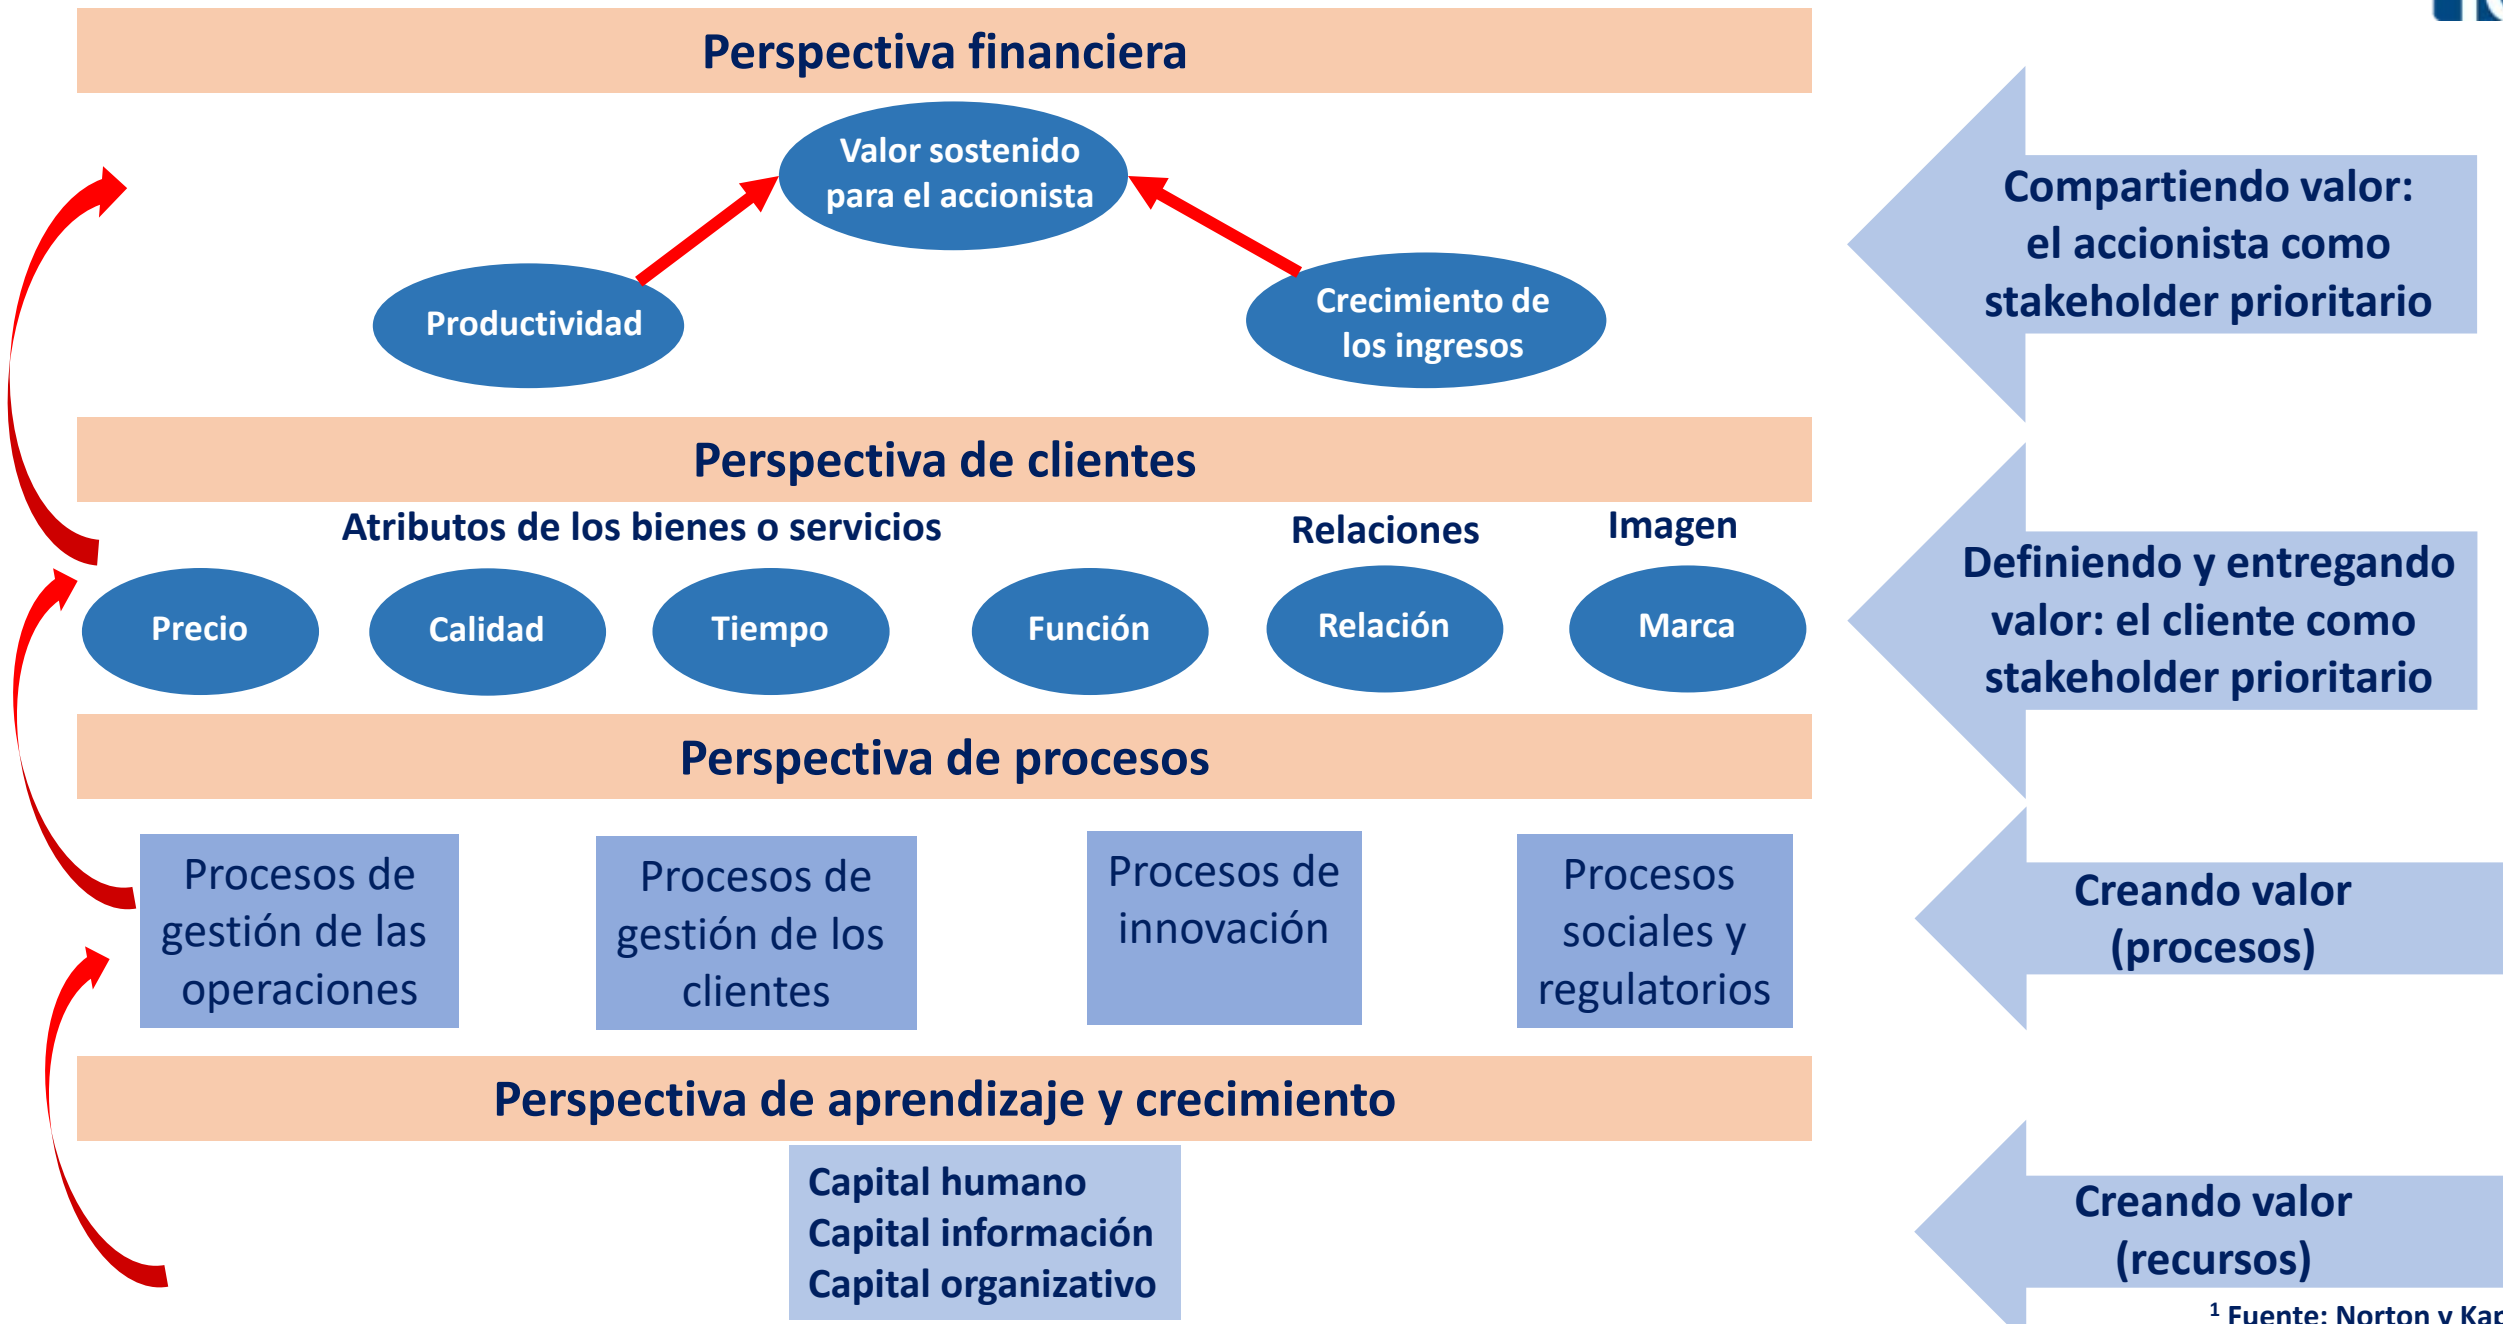 Perspectiva financiera
Valor sostenido
para el accionista
Productividad
Crecimiento de
los ingresos
Compartiendo valor:
el accionista como
stakeholder prioritario
Perspectiva de clientes
Atributos de los bienes o servicios
Relaciones
Imagen
Precio
Calidad
Tiempo
Función
Relación
Marca
Definiendo y entregando
valor: el cliente como
stakeholder prioritario
Perspectiva de procesos
Procesos de
gestión de las
operaciones
Procesos de
gestión de los
clientes
Procesos de
innovación
Procesos
sociales y
regulatorios
Creando valor
(procesos)
Perspectiva de aprendizaje y crecimiento
Capital humano
Capital información
Capital organizativo
Creando valor
(recursos)
¹ Fuente: Norton y